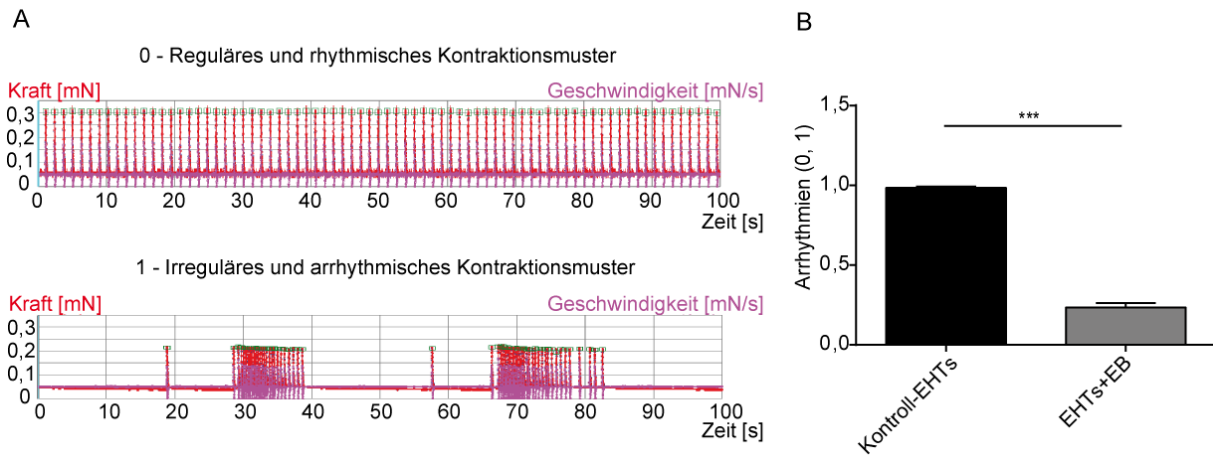 A
0 - Reguläres und rhythmisches Kontraktionsmuster
Kraft [mN]
Geschwindigkeit [mN/s]
0,3
0,2
0,1
0
0 10 20 30 40 50 60 70 80 90 100
Zeit [s]
1 - Irreguläres und arrhythmisches Kontraktionsmuster
Kraft [mN]
Geschwindigkeit [mN/s]
0,3
0,2
0,1
0
0 10 20 30 40 50 60 70 80 90 100
Zeit [s]
B
Arrhythmien (0, 1)
1,5
1,0
0,5
0,0
***
Kontroll-EHTs
EHTs+EB